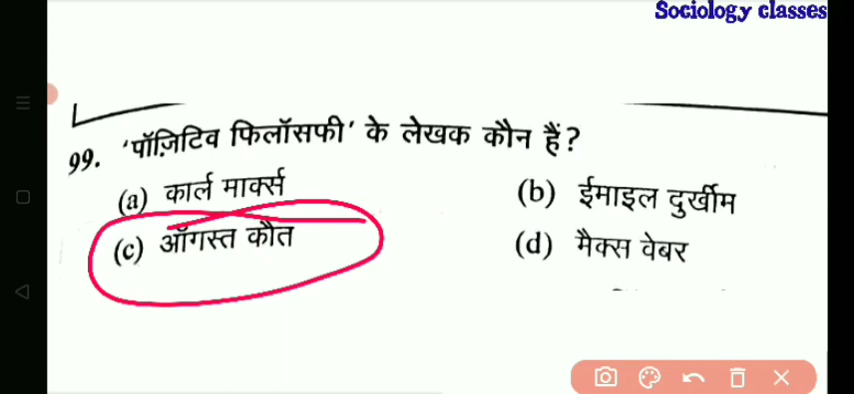 Sociology classes
99. 'पॉज़िटिव फिलॉसफी' के लेखक कौन हैं?
(a) कार्ल मार्क्स (b) ईमाइल दुर्खीम
(c) ऑगस्त कौत (d) मैक्स वेबर